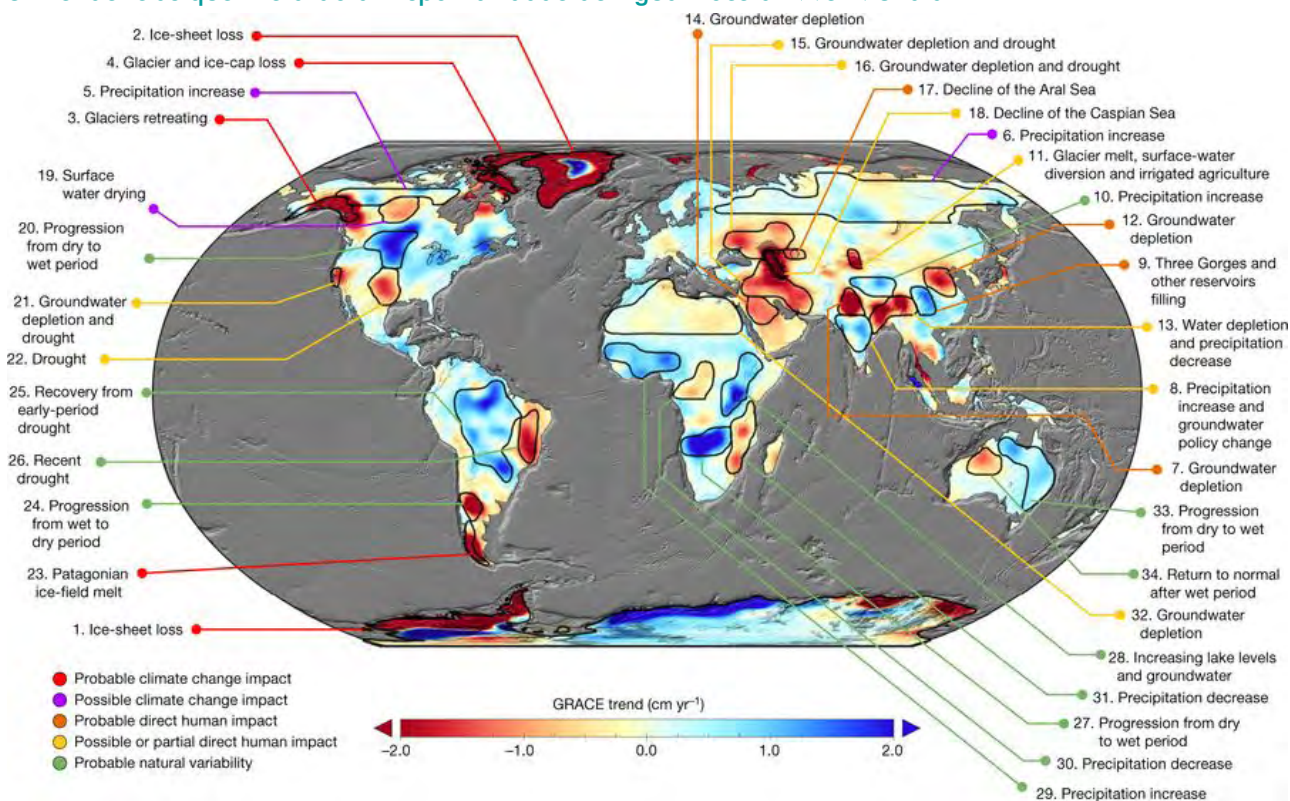 2. Ice-sheet loss
4. Glacier and ice-cap loss
5. Precipitation increase
3. Glaciers retreating
19. Surface
water drying
20. Progression
from dry to
wet period
21. Groundwater
depletion and
drought
22. Drought
25. Recovery from
early-period
drought
26. Recent
drought
24. Progression
from wet to
dry period
23. Patagonian
ice-field melt
1. Ice-sheet loss
14. Groundwater depletion
15. Groundwater depletion and drought
16. Groundwater depletion and drought
17. Decline of the Aral Sea
18. Decline of the Caspian Sea
6. Precipitation increase
11. Glacier melt, surface-water
diversion and irrigated agriculture
10. Precipitation increase
12. Groundwater
depletion
9. Three Gorges and
other reservoirs
filling
13. Water depletion
and precipitation
decrease
8. Precipitation
increase and
groundwater
policy change
7. Groundwater
depletion
33. Progression
from dry to wet
period
34. Return to normal
after wet period
32. Groundwater
depletion
28. Increasing lake levels
and groundwater
31. Precipitation decrease
27. Progression from dry
to wet period
30. Precipitation decrease
29. Precipitation increase
Probable climate change impact
Possible climate change impact
Probable direct human impact
Possible or partial direct human impact
Probable natural variability
GRACE trend (cm yr⁻¹)
−2.0 −1.0 0.0 1.0 2.0